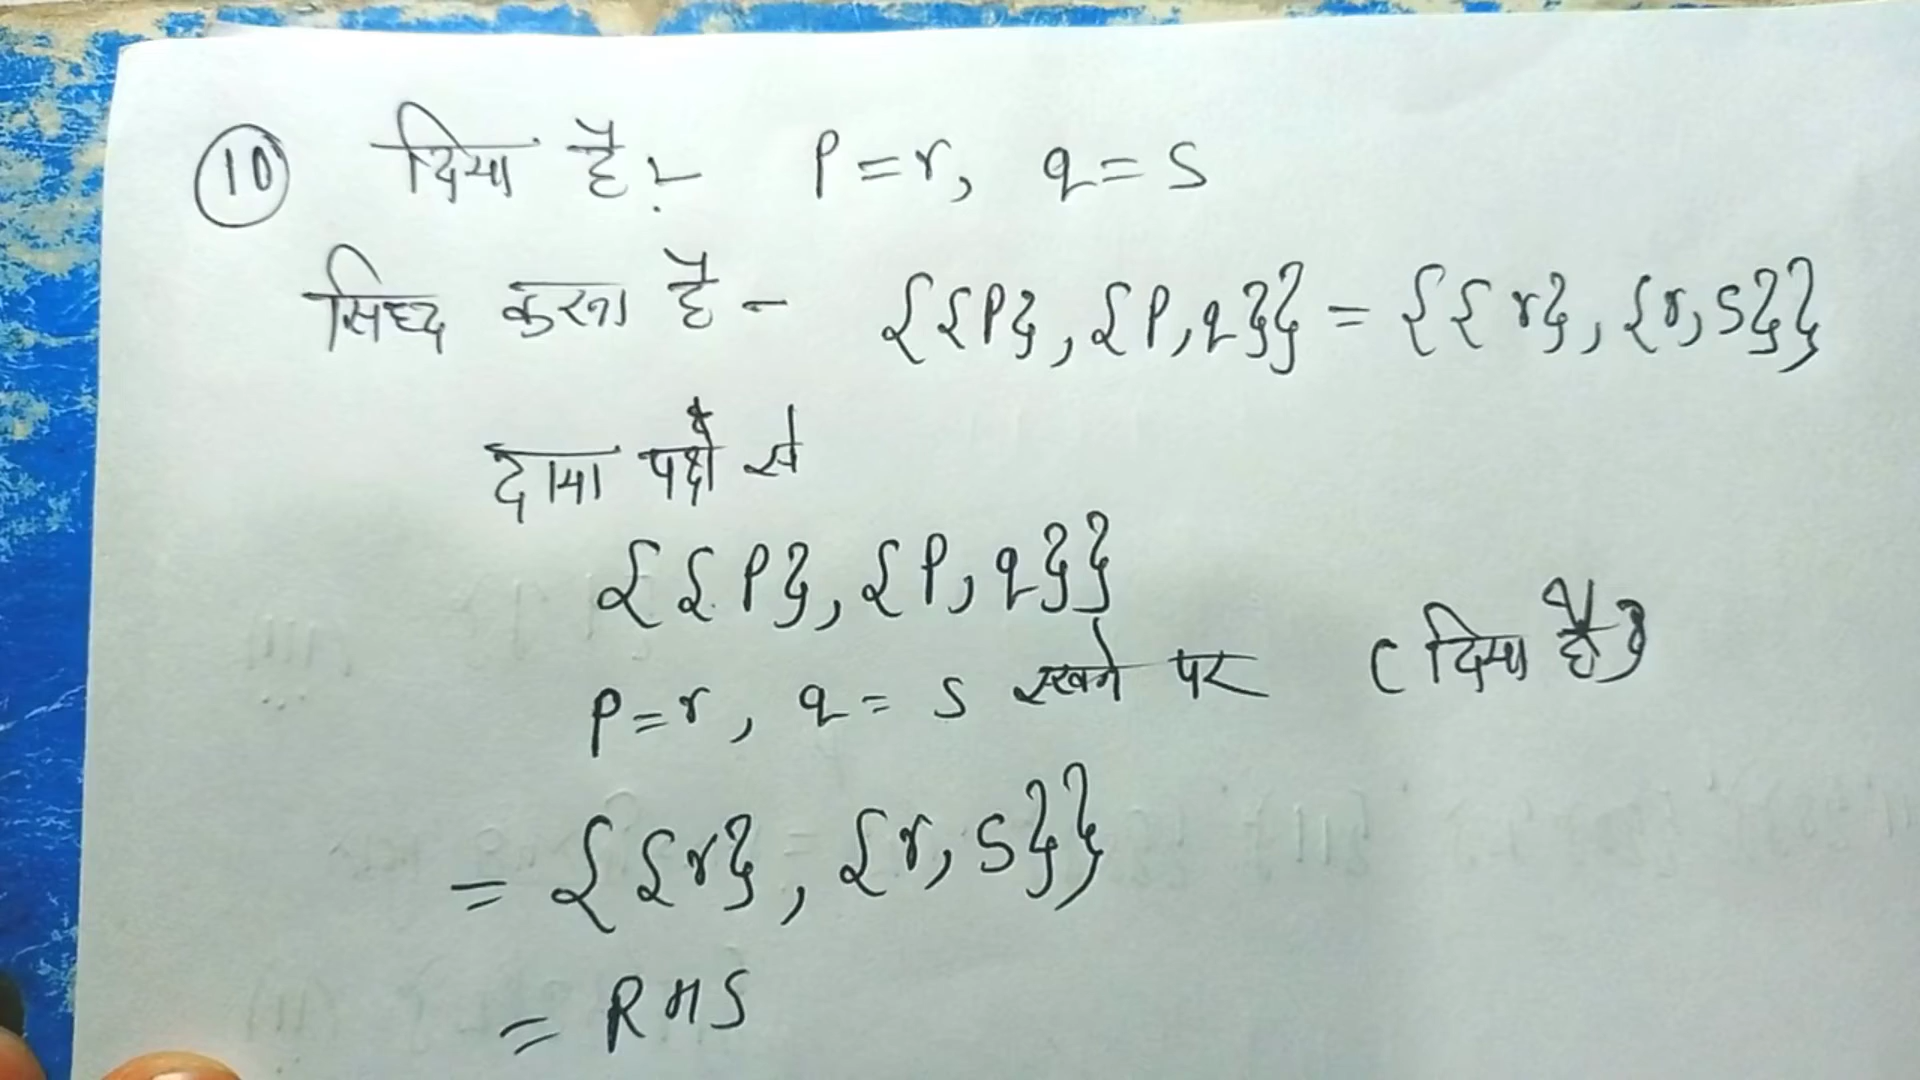 (10) दिया है:- P=r, q=s
सिध्द करना है - {{P}, {P,q}} = {{r}, {r,s}}
दाया पक्षे से
{{P}, {P,q}}
P=r, q=s रखने पर (दिया है)
= {{r}, {r,s}}
= RHS